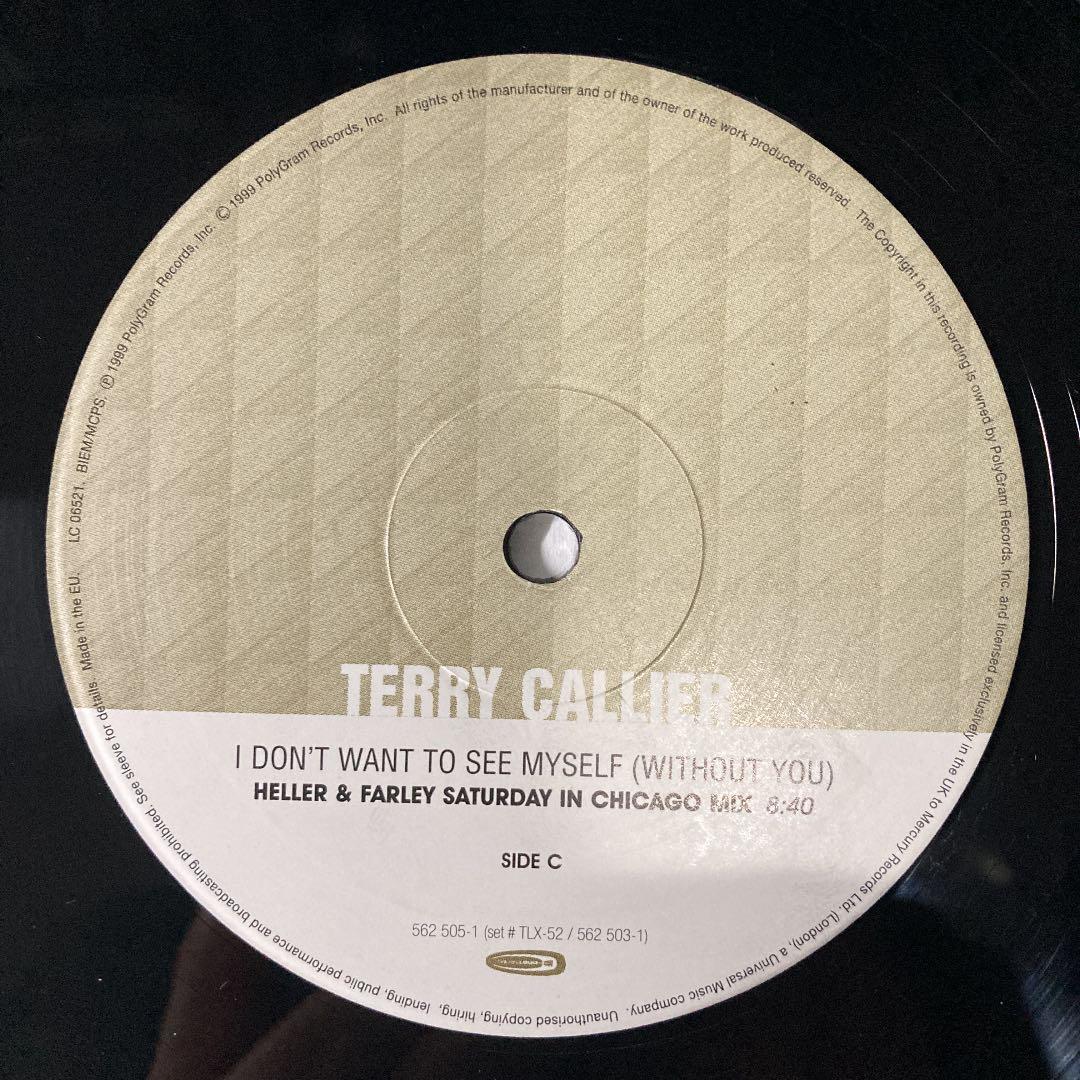 TERRY CALLIER
I DON'T WANT TO SEE MYSELF (WITHOUT YOU)
HELLER & FARLEY SATURDAY IN CHICAGO MIX 8:40
SIDE C
562 505-1 (set # TLX-52 / 562 503-1)
Made in the EU. LC 06521. BIEM/MCPS. ℗ 1999 PolyGram Records, Inc. © 1999 PolyGram Records, Inc. All rights of the manufacturer and of the owner of the work produced reserved. The Copyright in this recording is owned by PolyGram Records, Inc. and licensed exclusively in the UK to Mercury Records Ltd. (London), a Universal Music company. Unauthorised copying, hiring, lending, public performance and broadcasting prohibited. See sleeve for details